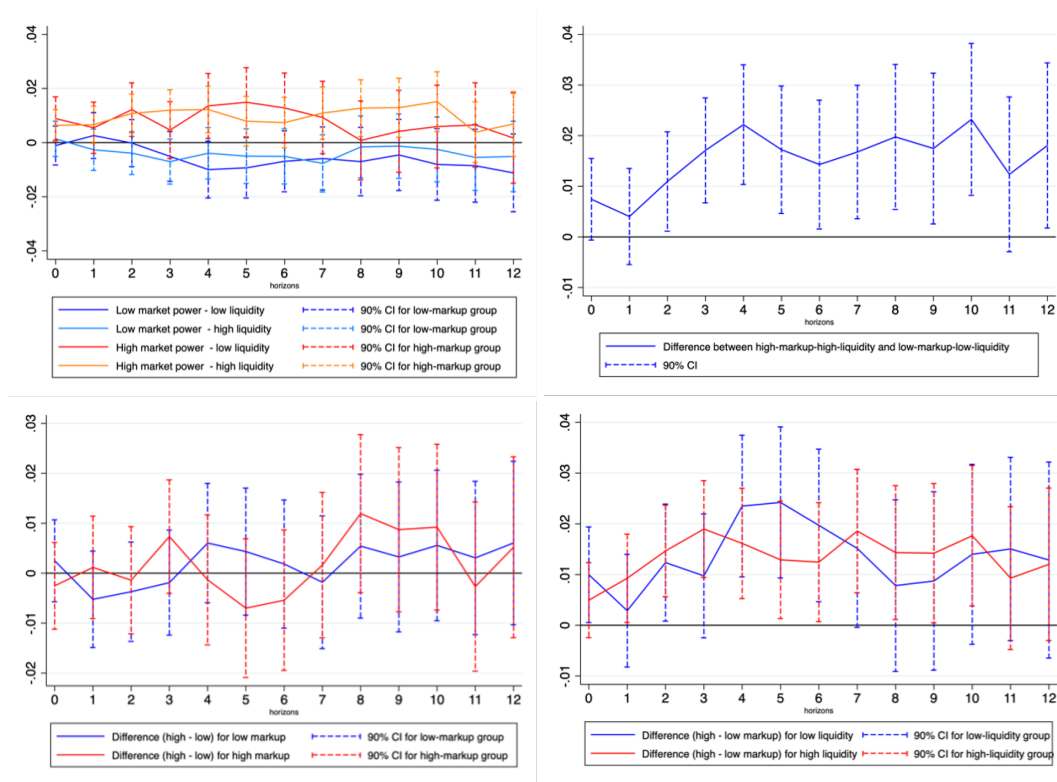 .04
.02
0
-.02
-.04
0 1 2 3 4 5 6 7 8 9 10 11 12
horizons
Low market power - low liquidity 90% CI for low-markup group
Low market power - high liquidity 90% CI for low-markup group
High market power - low liquidity 90% CI for high-markup group
High market power - high liquidity 90% CI for high-markup group
.04
.03
.02
.01
0
-.01
0 1 2 3 4 5 6 7 8 9 10 11 12
horizons
Difference between high-markup-high-liquidity and low-markup-low-liquidity
90% CI
.03
.02
.01
0
-.01
-.02
0 1 2 3 4 5 6 7 8 9 10 11 12
horizons
Difference (high - low) for low markup 90% CI for low-markup group
Difference (high - low) for high markup 90% CI for high-markup group
.04
.03
.02
.01
0
-.01
0 1 2 3 4 5 6 7 8 9 10 11 12
horizons
Difference (high - low markup) for low liquidity 90% CI for low-liquidity group
Difference (high - low markup) for high liquidity 90% CI for high-liquidity group